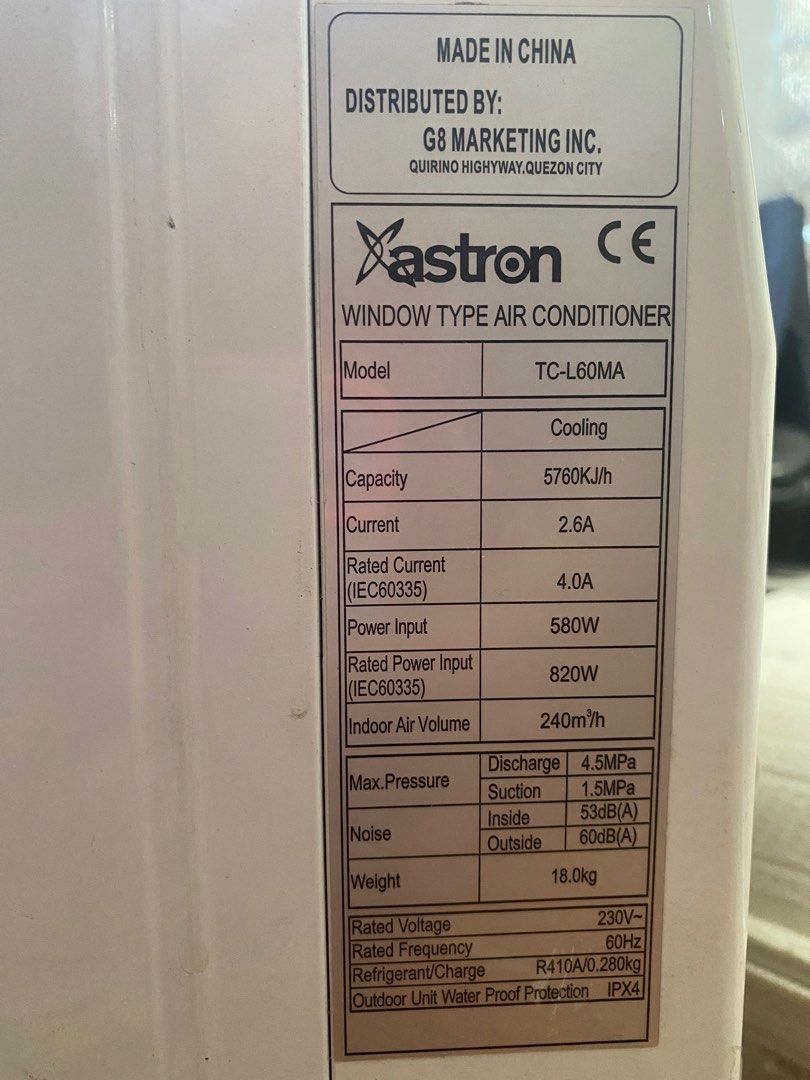 MADE IN CHINA
DISTRIBUTED BY:
G8 MARKETING INC.
QUIRINO HIGHYWAY.QUEZON CITY
astron CE
WINDOW TYPE AIR CONDITIONER
Model TC-L60MA
Cooling
Capacity 5760KJ/h
Current 2.6A
Rated Current
(IEC60335) 4.0A
Power Input 580W
Rated Power Input
(IEC60335) 820W
Indoor Air Volume 240m³/h
Max.Pressure Discharge 4.5MPa
Suction 1.5MPa
Noise Inside 53dB(A)
Outside 60dB(A)
Weight 18.0kg
Rated Voltage 230V~
Rated Frequency 60Hz
Refrigerant/Charge R410A/0.280kg
Outdoor Unit Water Proof Protection IPX4